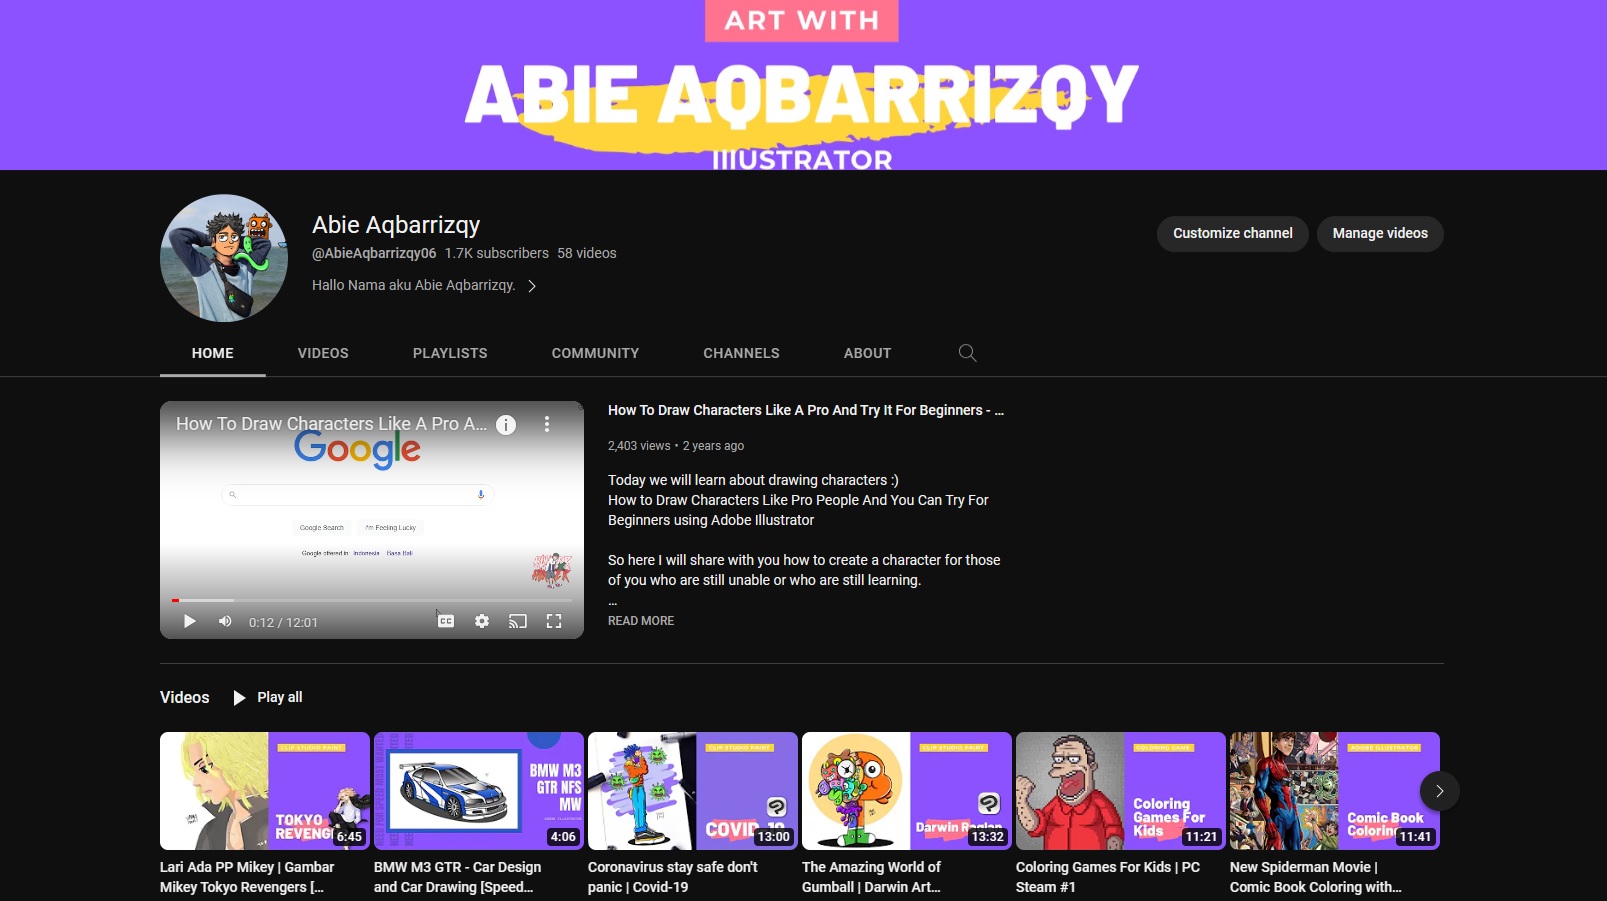 ART WITH
ABIE AQBARRIZQY
IIIUSTRATOR
Abie Aqbarrizqy
@AbieAqbarrizqy06 1.7K subscribers 58 videos
Hallo Nama aku Abie Aqbarrizqy.
Customize channel
Manage videos
HOME
VIDEOS
PLAYLISTS
COMMUNITY
CHANNELS
ABOUT
How To Draw Characters Like A Pro A...
Google
Google Search
I'm Feeling Lucky
Google offered in: Indonesia Basa Bali
0:12 / 12:01
CC
How To Draw Characters Like A Pro And Try It For Beginners - ...
2,403 views • 2 years ago
Today we will learn about drawing characters :)
How to Draw Characters Like Pro People And You Can Try For
Beginners using Adobe Illustrator
So here I will share with you how to create a character for those
of you who are still unable or who are still learning.
...
READ MORE
Videos
Play all
CLIP STUDIO PAINT
TOKYO
REVENG
6:45
Lari Ada PP Mikey | Gambar
Mikey Tokyo Revengers [...
BMW M3
GTR NFS
MW
4:06
BMW M3 GTR - Car Design
and Car Drawing [Speed...
CLIP STUDIO PAINT
COVID 19
13:00
Coronavirus stay safe don't
panic | Covid-19
CLIP STUDIO PAINT
Darwin
13:32
The Amazing World of
Gumball | Darwin Art...
COLORING GAME
Coloring
Games For
Kids
11:21
Coloring Games For Kids | PC
Steam #1
ADOBE ILLUSTRATOR
Comic Book
Coloring
11:41
New Spiderman Movie |
Comic Book Coloring with...